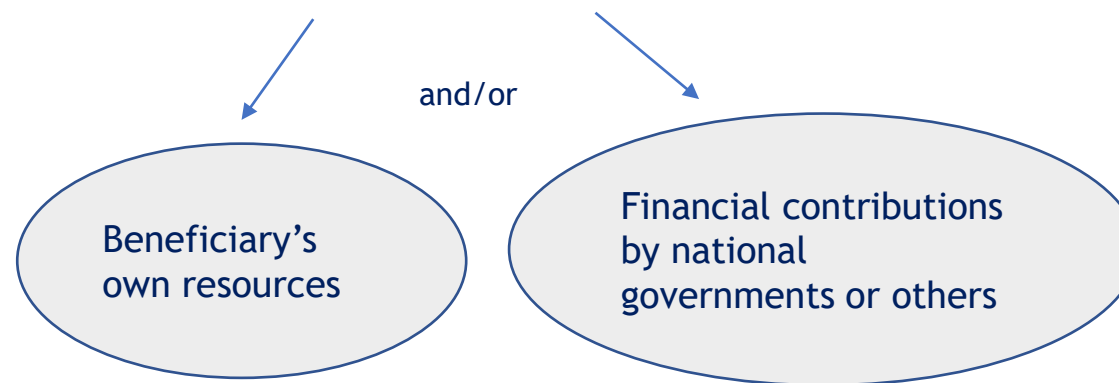 and/or
Beneficiary’s
own resources
Financial contributions
by national
governments or others